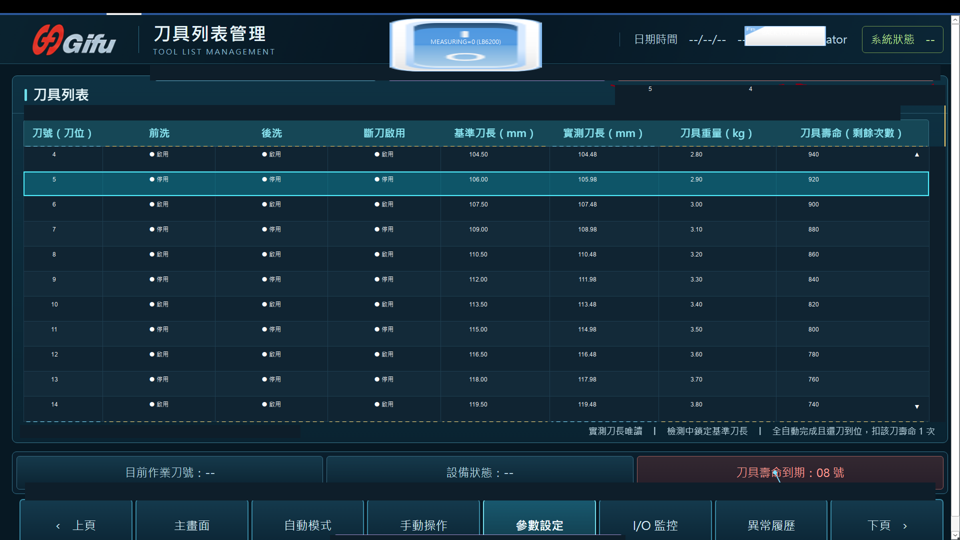 Gifu
刀具列表管理
TOOL LIST MANAGEMENT
MEASURING=0 (LB6200)
日期時間 --/--/-- --
ator
系統狀態 --
刀具列表
5 4
刀號（刀位） 前洗 後洗 斷刀啟用 基準刀長（mm） 實測刀長（mm） 刀具重量（kg） 刀具壽命（剩餘次數）
4 ● 啟用 ● 啟用 ● 啟用 104.50 104.48 2.80 940 ▲
5 ● 停用 ● 停用 ● 停用 106.00 105.98 2.90 920
6 ● 啟用 ● 啟用 ● 啟用 107.50 107.48 3.00 900
7 ● 停用 ● 停用 ● 停用 109.00 108.98 3.10 880
8 ● 啟用 ● 啟用 ● 啟用 110.50 110.48 3.20 860
9 ● 停用 ● 停用 ● 停用 112.00 111.98 3.30 840
10 ● 啟用 ● 啟用 ● 啟用 113.50 113.48 3.40 820
11 ● 停用 ● 停用 ● 停用 115.00 114.98 3.50 800
12 ● 啟用 ● 啟用 ● 啟用 116.50 116.48 3.60 780
13 ● 停用 ● 停用 ● 停用 118.00 117.98 3.70 760
14 ● 啟用 ● 啟用 ● 啟用 119.50 119.48 3.80 740 ▼
實測刀長唯讀 | 檢測中鎖定基準刀長 | 全自動完成且還刀到位，扣該刀壽命 1 次
目前作業刀號：-- 設備狀態：-- 刀具壽命到期：08 號
‹ 上頁 主畫面 自動模式 手動操作 參數設定 I/O 監控 異常履歷 下頁 ›